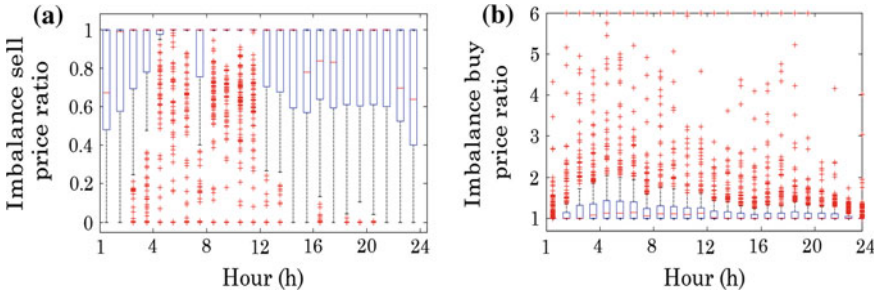 (a)
Imbalance sell
price ratio
1
0.8
0.6
0.4
0.2
0
1 4 8 12 16 20 24
Hour (h)
(b)
Imbalance buy
price ratio
6
5
4
3
2
1
1 4 8 12 16 20 24
Hour (h)